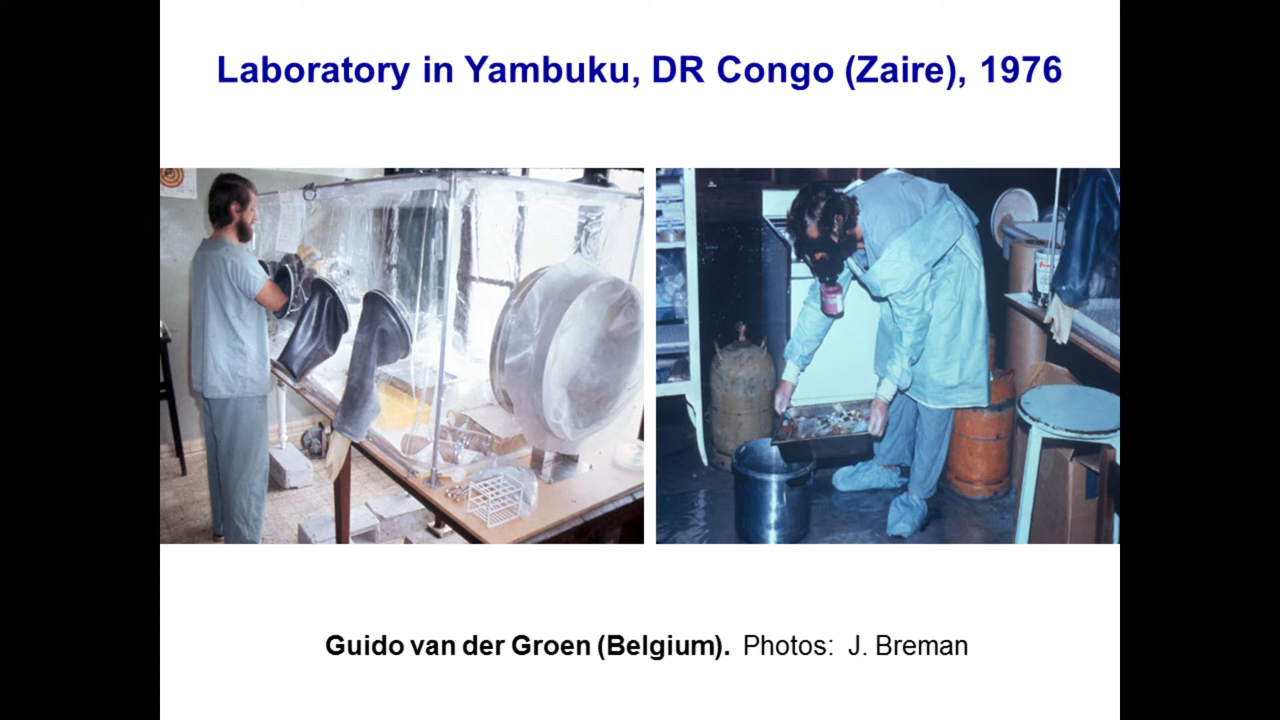 Laboratory in Yambuku, DR Congo (Zaire), 1976
Guido van der Groen (Belgium). Photos: J. Breman